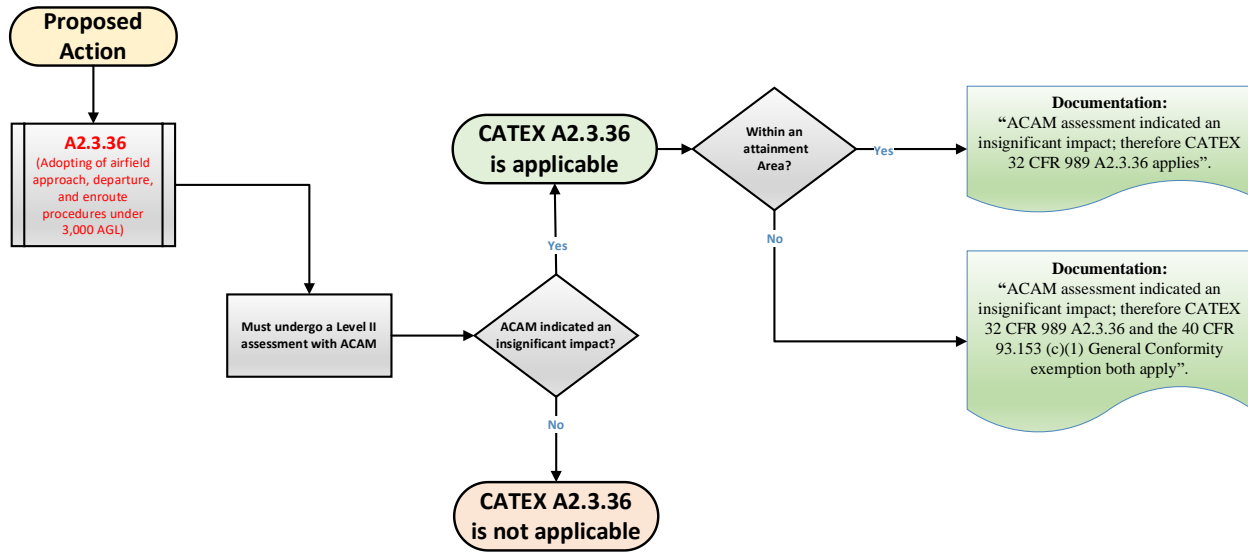 Proposed
Action
A2.3.36
(Adopting of airfield
approach, departure,
and enroute
procedures under
3,000 AGL)
Must undergo a Level II
assessment with ACAM
ACAM indicated an
insignificant impact?
Yes
No
CATEX A2.3.36
is applicable
CATEX A2.3.36
is not applicable
Within an
attainment
Area?
Yes
No
Documentation:
“ACAM assessment indicated an
insignificant impact; therefore CATEX
32 CFR 989 A2.3.36 applies”.
Documentation:
“ACAM assessment indicated an
insignificant impact; therefore CATEX
32 CFR 989 A2.3.36 and the 40 CFR
93.153 (c)(1) General Conformity
exemption both apply”.